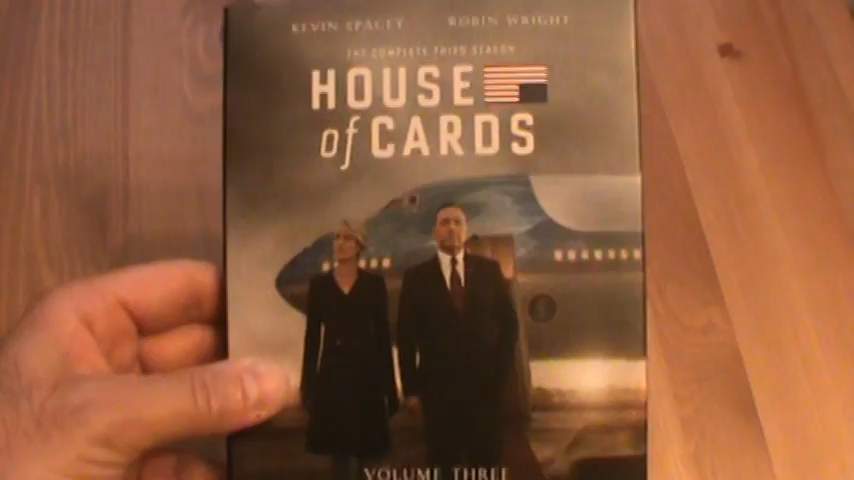 KEVIN SPACEY ROBIN WRIGHT
THE COMPLETE THIRD SEASON
HOUSE
of CARDS
VOLUME THREE